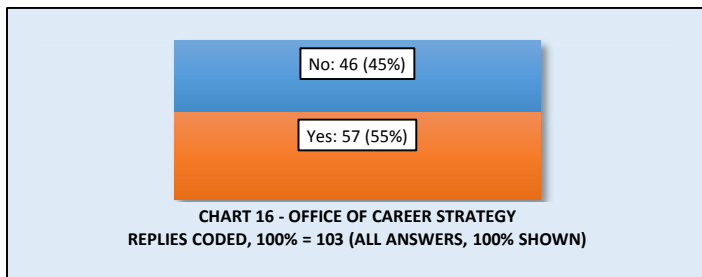 No: 46 (45%)
Yes: 57 (55%)
CHART 16 - OFFICE OF CAREER STRATEGY
REPLIES CODED, 100% = 103 (ALL ANSWERS, 100% SHOWN)